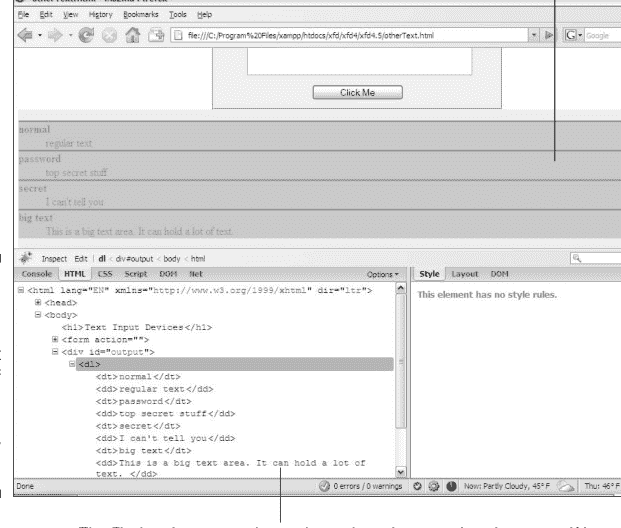 File Edit View History Bookmarks Tools Help
file:///C:/Program%20Files/xampp/htdocs/xfd/xfd4/xfd4.5/otherText.html
G Google
Click Me
normal
regular text
password
top secret stuff
secret
I can't tell you
big text
This is a big text area. It can hold a lot of text.
Inspect Edit | dl < div#output < body < html
Console HTML CSS Script DOM Net Options
Style Layout DOM
<html lang="EN" xmlns="http://www.w3.org/1999/xhtml" dir="ltr">
<head>
<body>
<h1>Text Input Devices</h1>
<form action="">
<div id="output">
<dl>
<dt>normal</dt>
<dd>regular text</dd>
<dt>password</dt>
<dd>top secret stuff</dd>
<dt>secret</dt>
<dd>I can't tell you</dd>
<dt>big text</dt>
<dd>This is a big text area. It can hold a lot of
text. </dd>
This element has no style rules.
Done
0 errors / 0 warnings
Now: Partly Cloudy, 45° F
Thu: 46° F